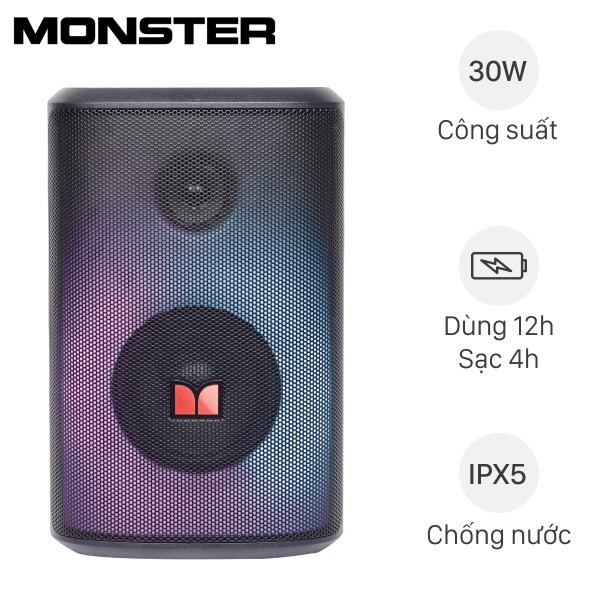 MONSTER
30W
Công suất
Dùng 12h
Sạc 4h
IPX5
Chống nước